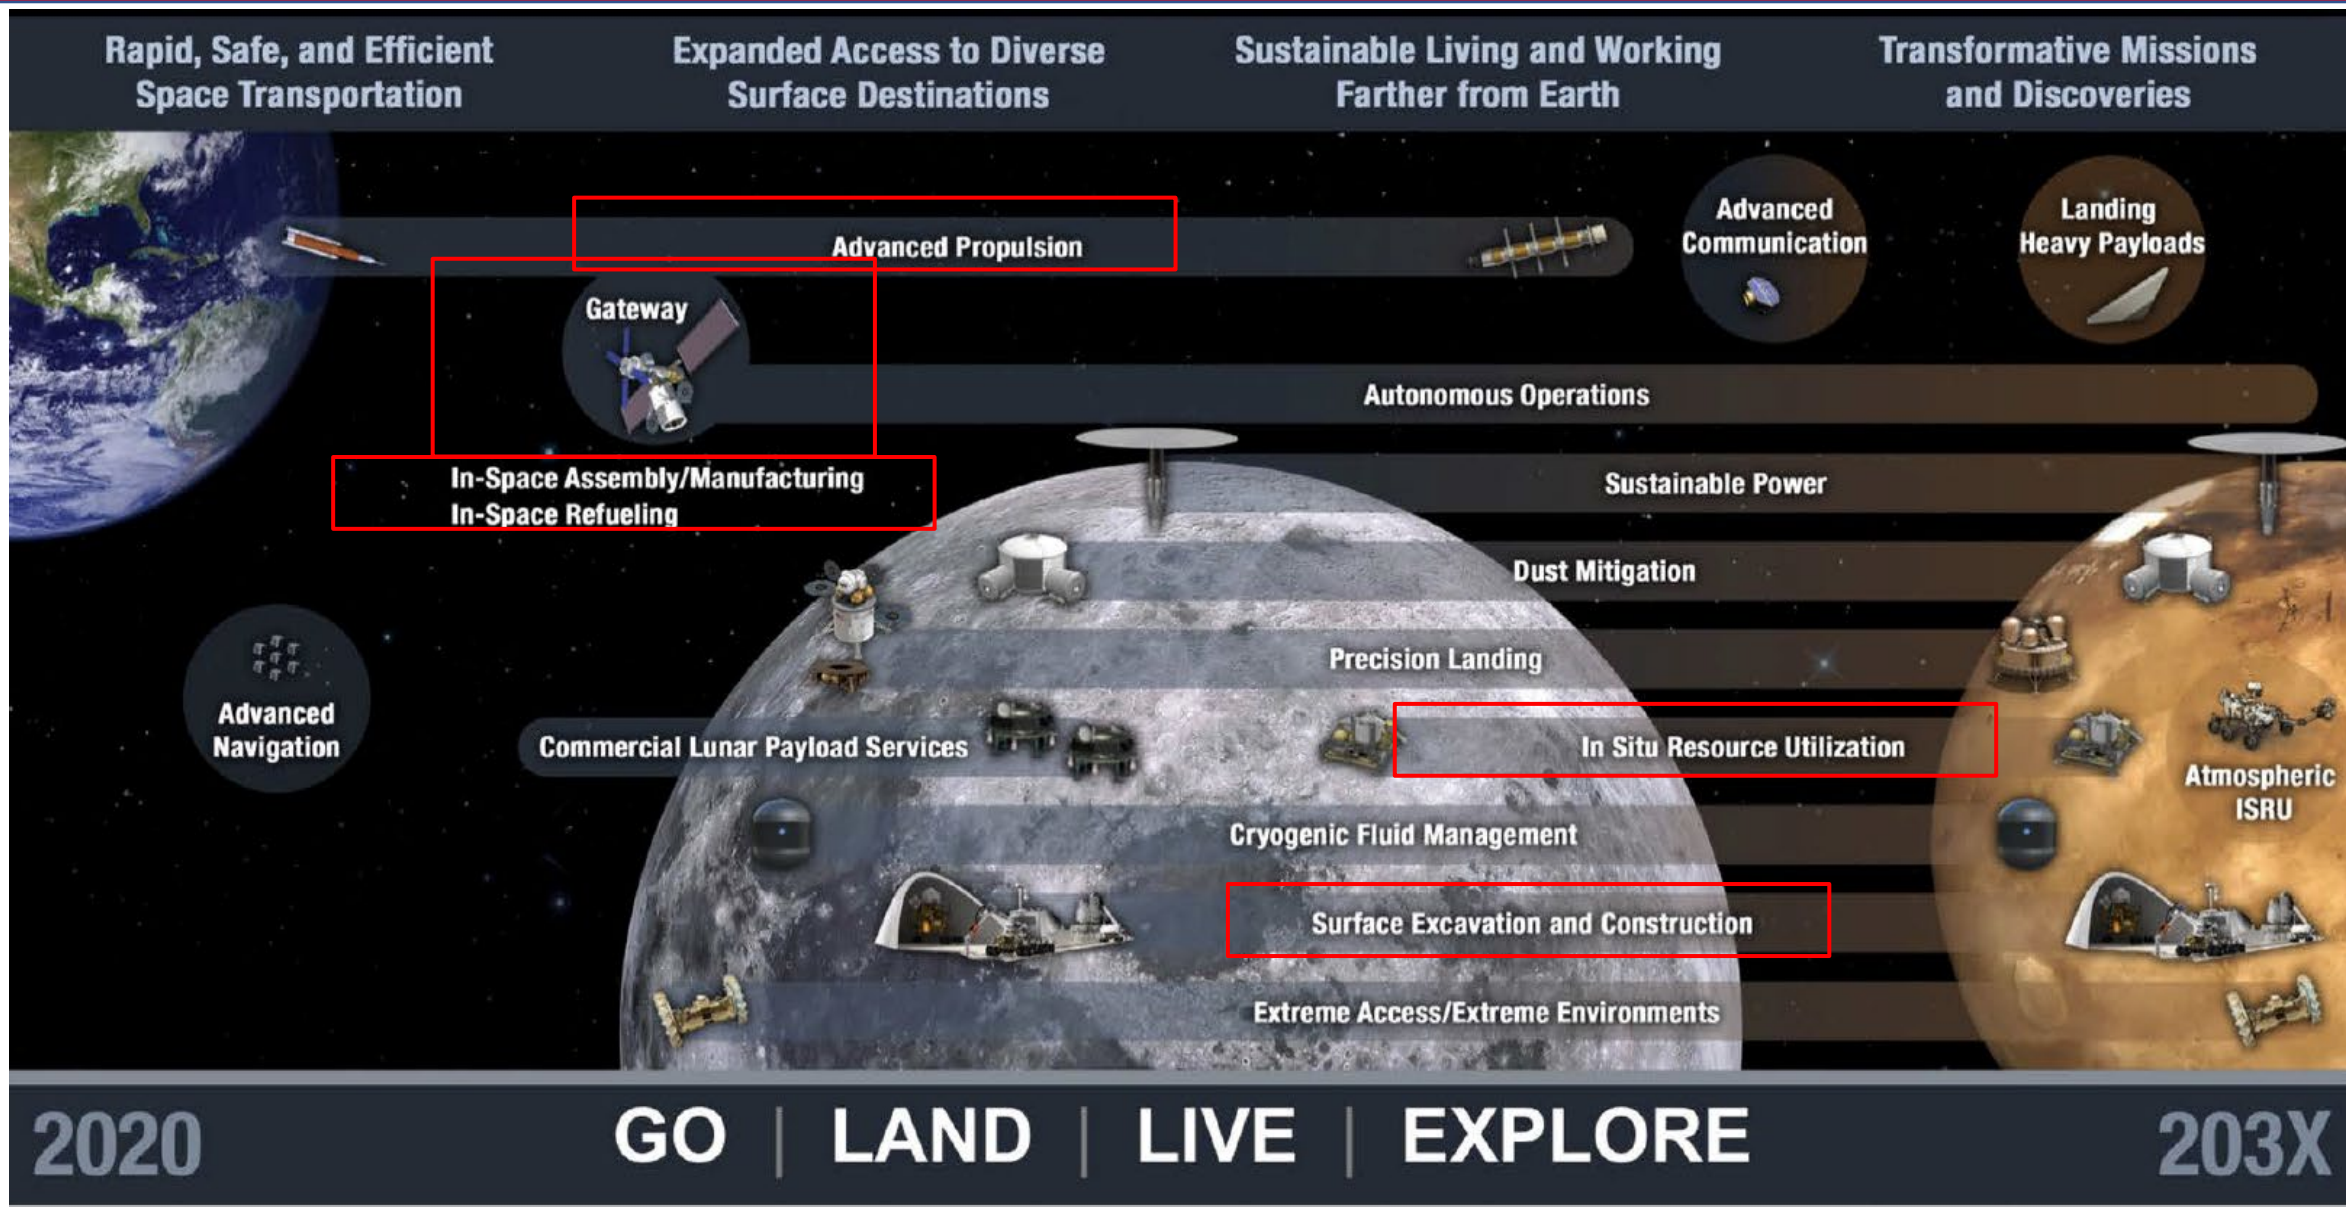 Rapid, Safe, and Efficient
Space Transportation
Expanded Access to Diverse
Surface Destinations
Sustainable Living and Working
Farther from Earth
Transformative Missions
and Discoveries
Advanced Propulsion
Advanced
Communication
Landing
Heavy Payloads
Gateway
Autonomous Operations
In-Space Assembly/Manufacturing
In-Space Refueling
Sustainable Power
Dust Mitigation
Precision Landing
Advanced
Navigation
Commercial Lunar Payload Services
In Situ Resource Utilization
Atmospheric
ISRU
Cryogenic Fluid Management
Surface Excavation and Construction
Extreme Access/Extreme Environments
2020
GO | LAND | LIVE | EXPLORE
203X